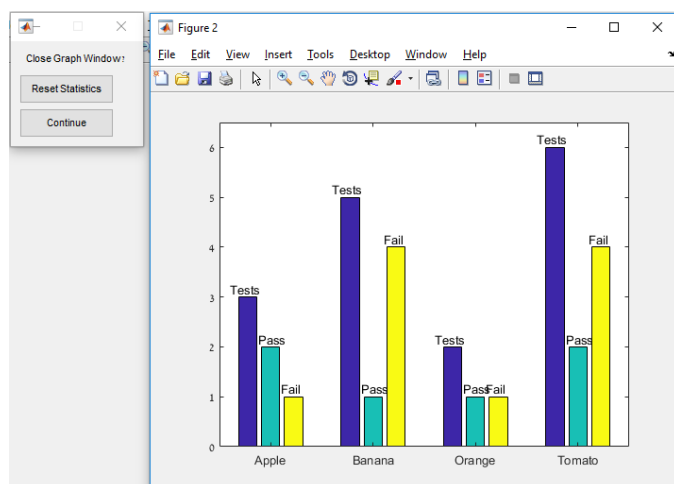 Close Graph Window?
Reset Statistics
Continue
Figure 2
File Edit View Insert Tools Desktop Window Help
6
5
4
3
2
1
0
Tests
Pass
Fail
Tests
Pass
Fail
Tests
Pass
Fail
Tests
Pass
Fail
Apple Banana Orange Tomato